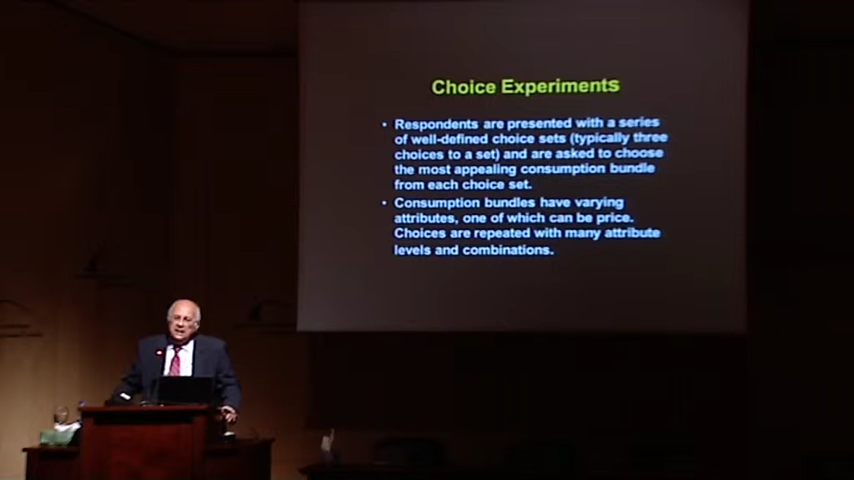 Choice Experiments
• Respondents are presented with a series
of well-defined choice sets (typically three
choices to a set) and are asked to choose
the most appealing consumption bundle
from each choice set.
• Consumption bundles have varying
attributes, one of which can be price.
Choices are repeated with many attribute
levels and combinations.